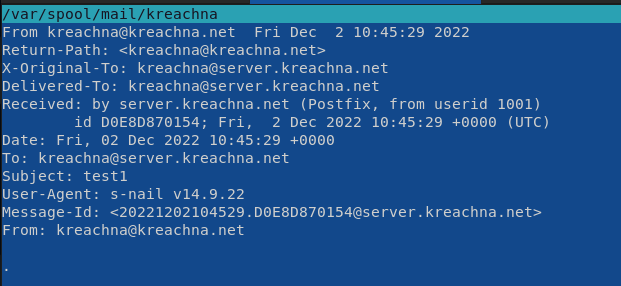 /var/spool/mail/kreachna
From kreachna@kreachna.net  Fri Dec  2 10:45:29 2022
Return-Path: <kreachna@kreachna.net>
X-Original-To: kreachna@server.kreachna.net
Delivered-To: kreachna@server.kreachna.net
Received: by server.kreachna.net (Postfix, from userid 1001)
        id D0E8D870154; Fri,  2 Dec 2022 10:45:29 +0000 (UTC)
Date: Fri, 02 Dec 2022 10:45:29 +0000
To: kreachna@server.kreachna.net
Subject: test1
User-Agent: s-nail v14.9.22
Message-Id: <20221202104529.D0E8D870154@server.kreachna.net>
From: kreachna@kreachna.net

.